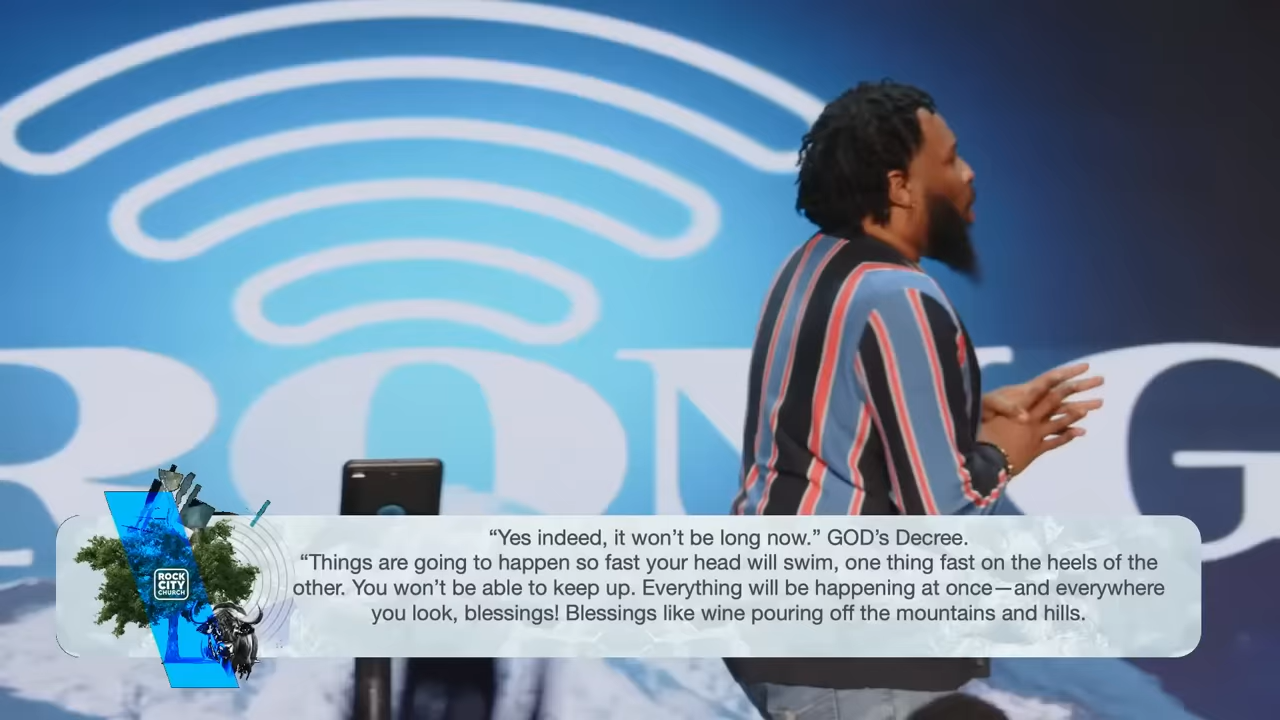 RONG
“Yes indeed, it won’t be long now.” GOD’s Decree.
“Things are going to happen so fast your head will swim, one thing fast on the heels of the
other. You won’t be able to keep up. Everything will be happening at once—and everywhere
you look, blessings! Blessings like wine pouring off the mountains and hills.
ROCK
CITY
CHURCH